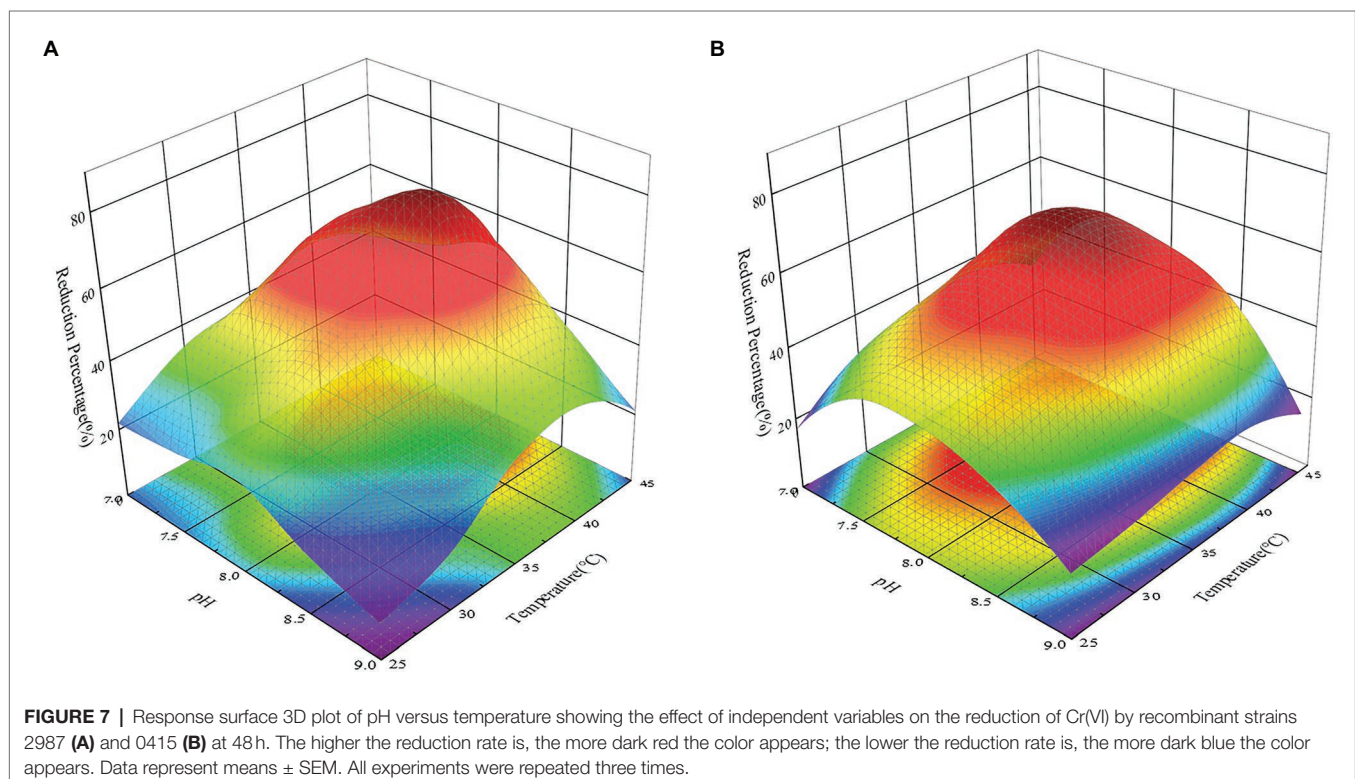 A
80
60
40
20
0
Reduction Percentage(%)
7.0
7.5
8.0
8.5
9.0
pH
25
30
35
40
45
Temperature(°C)
B
80
60
40
20
0
Reduction Percentage(%)
7.0
7.5
8.0
8.5
9.0
pH
25
30
35
40
45
Temperature(°C)
FIGURE 7 | Response surface 3D plot of pH versus temperature showing the effect of independent variables on the reduction of Cr(VI) by recombinant strains
2987 (A) and 0415 (B) at 48 h. The higher the reduction rate is, the more dark red the color appears; the lower the reduction rate is, the more dark blue the color
appears. Data represent means ± SEM. All experiments were repeated three times.